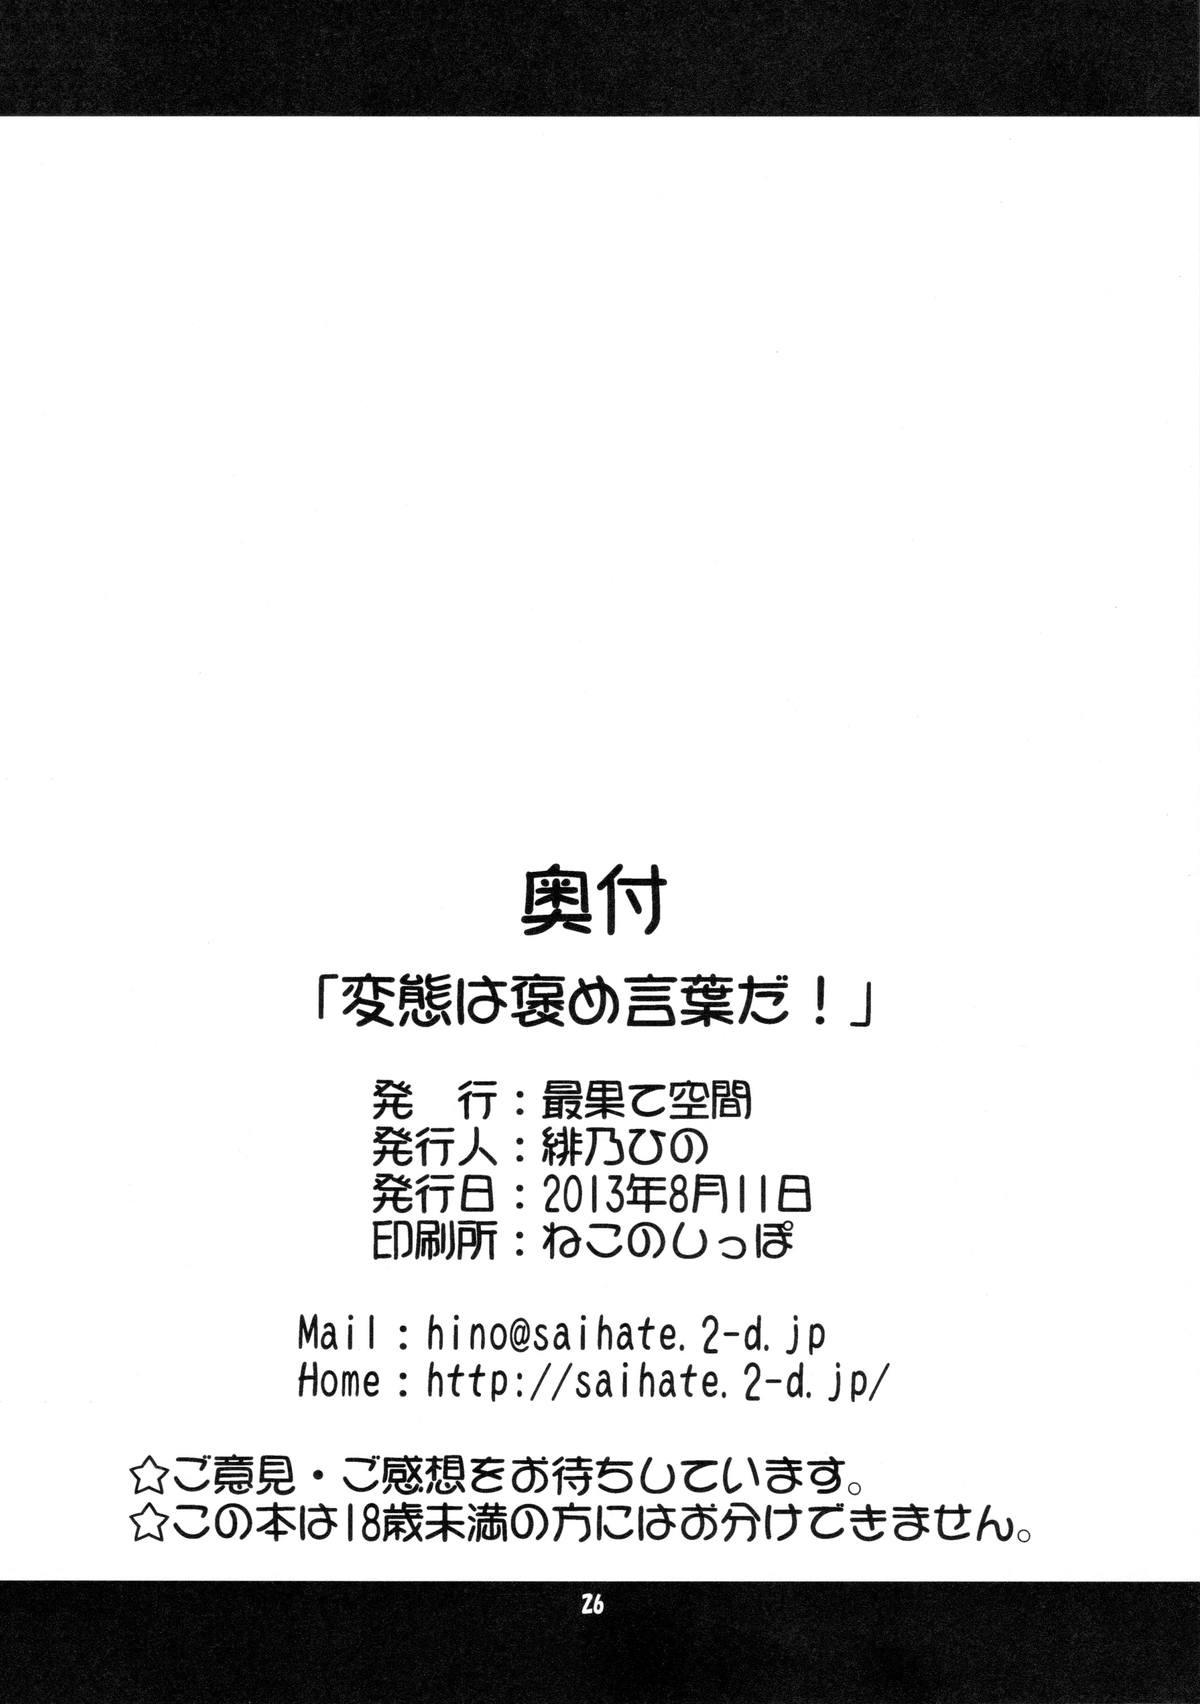 奥付
「変態は褒め言葉だ！」
発　行：最果て空間
発行人：緋乃ひの
発行日：2013年8月11日
印刷所：ねこのしっぽ
Mail：hino@saihate.2-d.jp
Home：http://saihate.2-d.jp/
☆ご意見・ご感想をお待ちしています。
☆この本は18歳未満の方にはお分けできません。
26